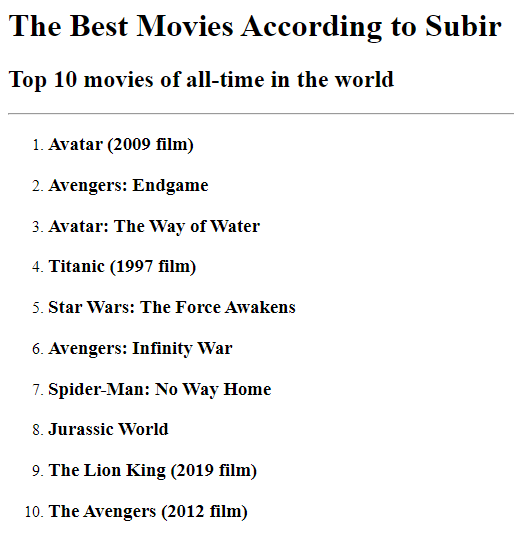 The Best Movies According to Subir
Top 10 movies of all-time in the world
1. Avatar (2009 film)
2. Avengers: Endgame
3. Avatar: The Way of Water
4. Titanic (1997 film)
5. Star Wars: The Force Awakens
6. Avengers: Infinity War
7. Spider-Man: No Way Home
8. Jurassic World
9. The Lion King (2019 film)
10. The Avengers (2012 film)